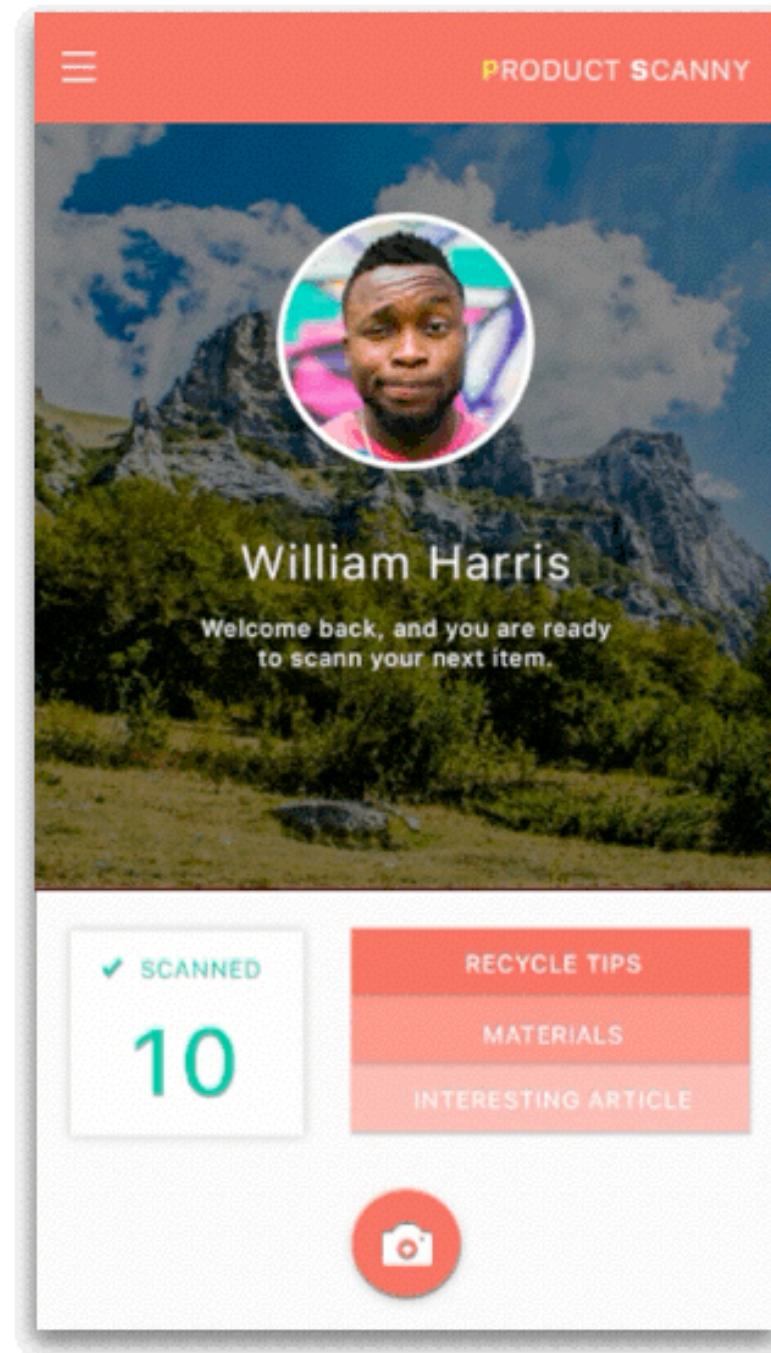 PRODUCT SCANNY
William Harris
Welcome back, and you are ready
to scann your next item.
SCANNED
10
RECYCLE TIPS
MATERIALS
INTERESTING ARTICLE